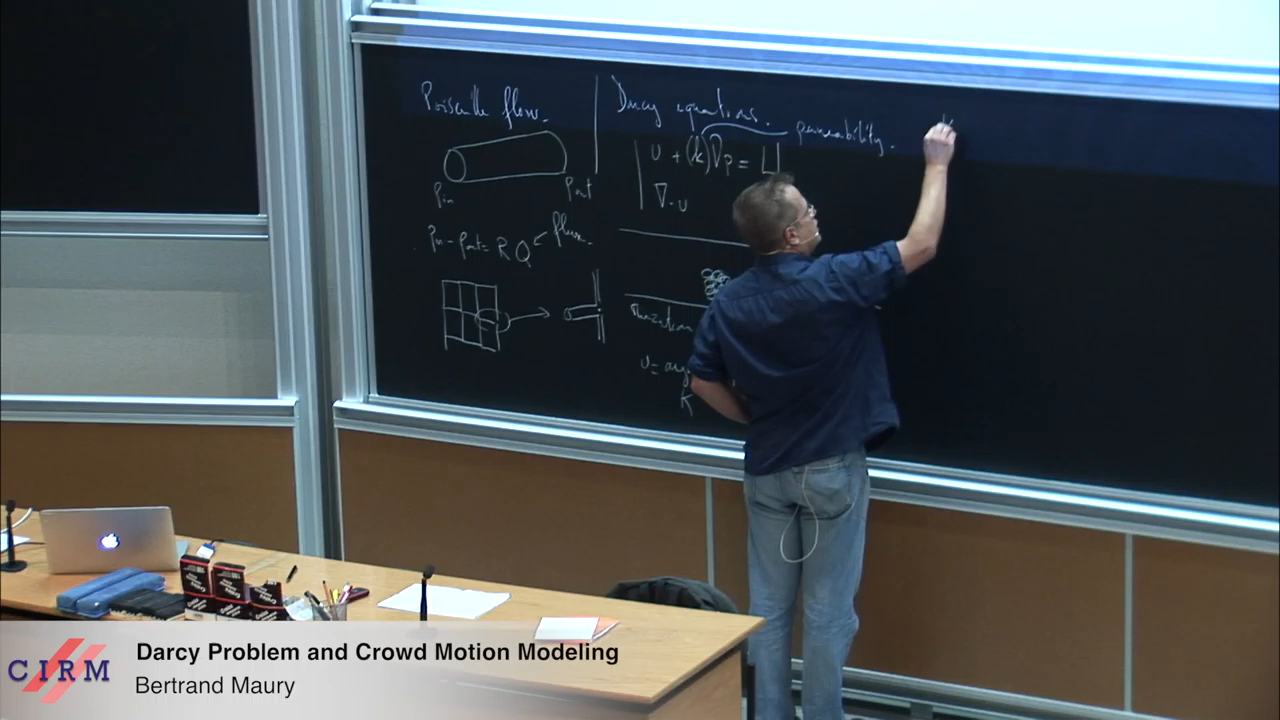 Poiseuille flow.
Pin
Pout
Pin - Pout = R Q
flux.
Darcy equations.
permeability.
U + (k) ∇p = U
∇·u
u = arg
K
CIRM
Darcy Problem and Crowd Motion Modeling
Bertrand Maury